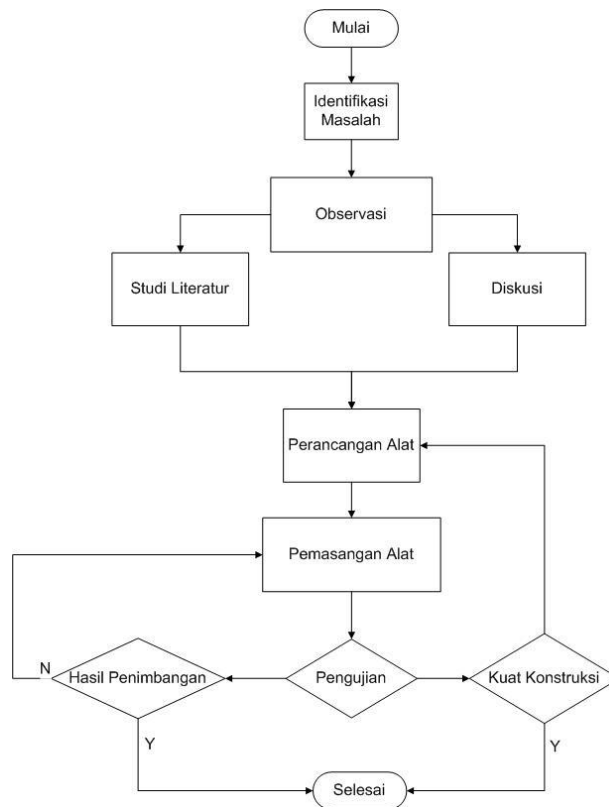 Mulai
Identifikasi
Masalah
Observasi
Studi Literatur
Diskusi
Perancangan Alat
Pemasangan Alat
N
Hasil Penimbangan
Pengujian
Kuat Konstruksi
Y
Y
Selesai